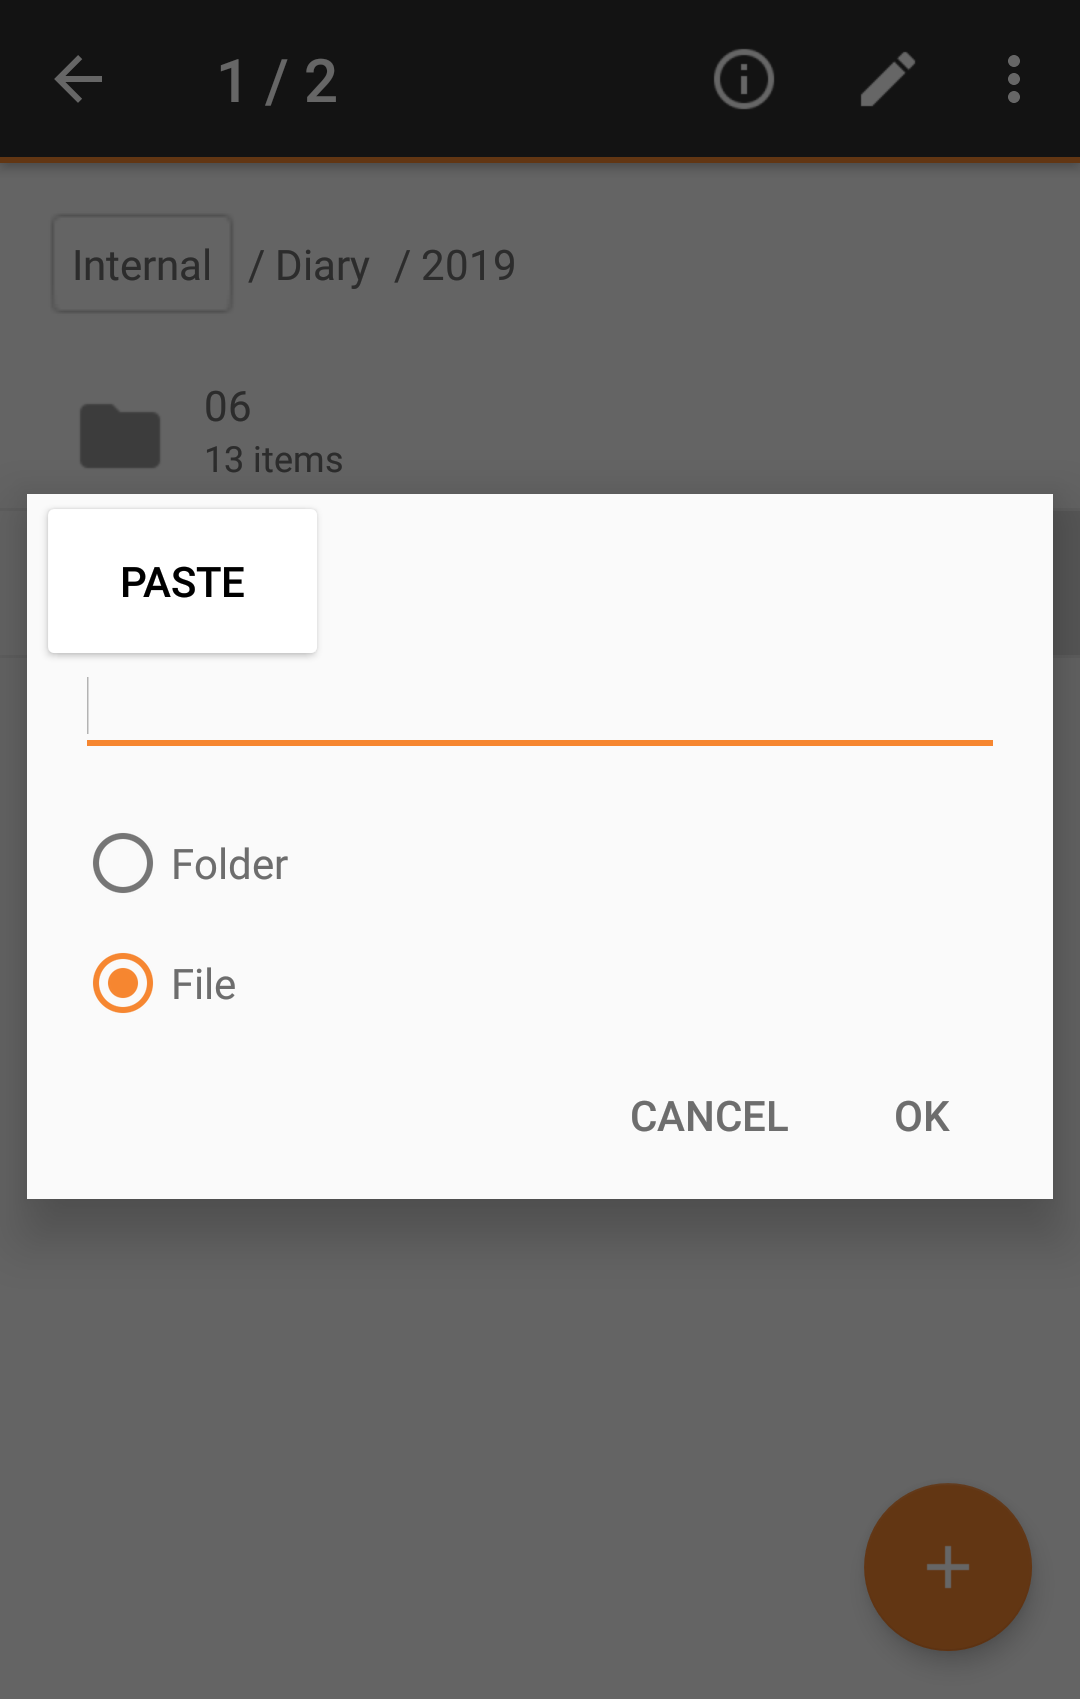 1 / 2
Internal / Diary / 2019
06
13 items
PASTE
Folder
File
CANCEL OK